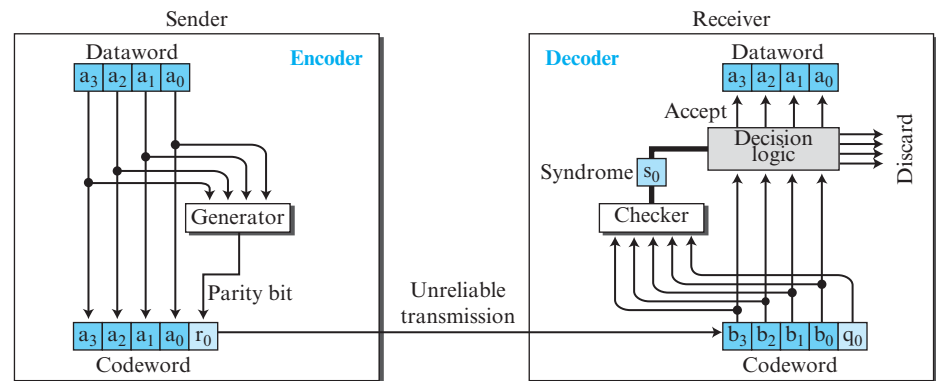 Sender
Encoder
Dataword
a3 a2 a1 a0
Generator
Parity bit
a3 a2 a1 a0 r0
Codeword
Unreliable
transmission
Receiver
Decoder
Dataword
a3 a2 a1 a0
Accept
Decision
logic
Discard
Syndrome
s0
Checker
b3 b2 b1 b0 q0
Codeword